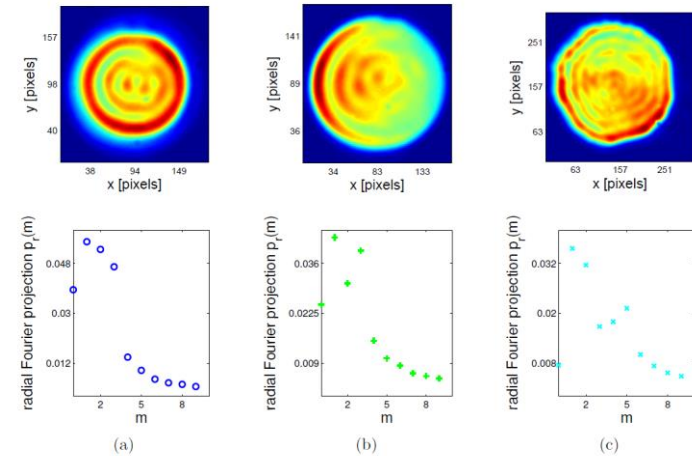 y [pixels]
157
98
40
38 94 149
x [pixels]
y [pixels]
141
89
36
34 83 133
x [pixels]
y [pixels]
251
157
63
63 157 251
x [pixels]
radial Fourier projection p_r(m)
0.048
0.03
0.012
2 5 8
m
radial Fourier projection p_r(m)
0.036
0.0225
0.009
2 5 8
m
radial Fourier projection p_r(m)
0.032
0.02
0.008
2 5 8
m
(a) (b) (c)